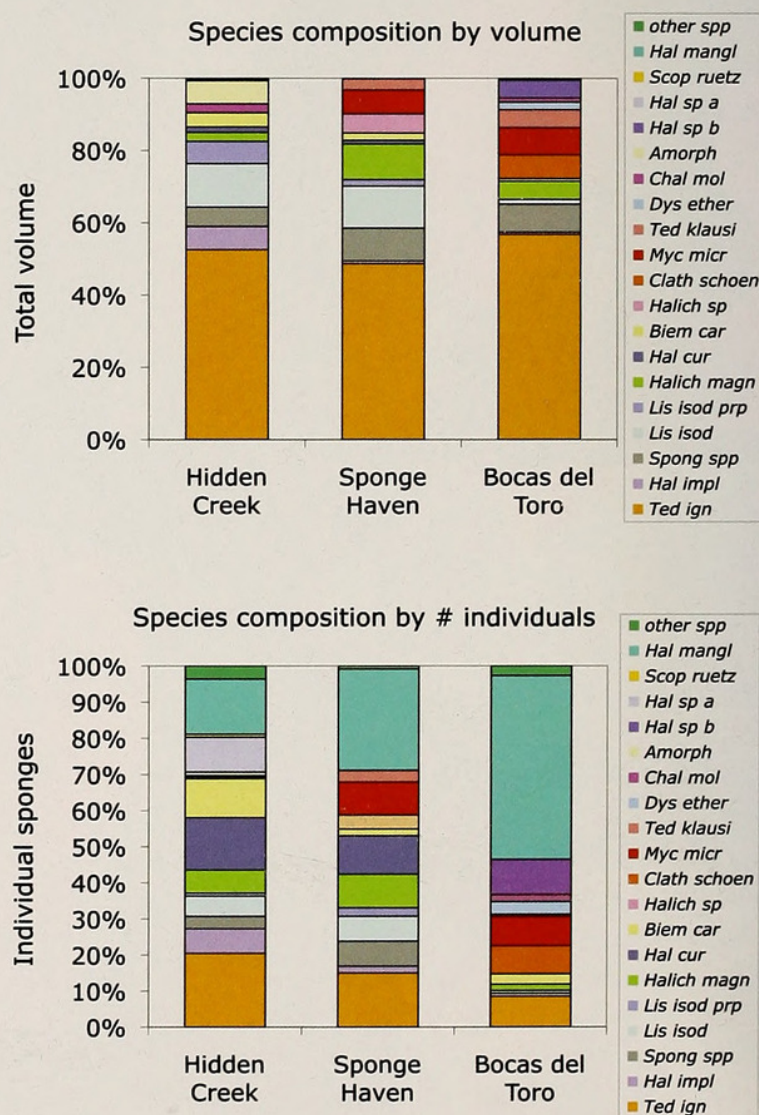 Species composition by volume
Total volume
100%
80%
60%
40%
20%
0%
Hidden
Creek
Sponge
Haven
Bocas del
Toro
other spp
Hal mangl
Scop ruetz
Hal sp a
Hal sp b
Amorph
Chal mol
Dys ether
Ted klausi
Myc micr
Clath schoen
Halich sp
Biem car
Hal cur
Halich magn
Lis isod prp
Lis isod
Spong spp
Hal impl
Ted ign
Species composition by # individuals
Individual sponges
100%
90%
80%
70%
60%
50%
40%
30%
20%
10%
0%
Hidden
Creek
Sponge
Haven
Bocas del
Toro
other spp
Hal mangl
Scop ruetz
Hal sp a
Hal sp b
Amorph
Chal mol
Dys ether
Ted klausi
Myc micr
Clath schoen
Halich sp
Biem car
Hal cur
Halich magn
Lis isod prp
Lis isod
Spong spp
Hal impl
Ted ign